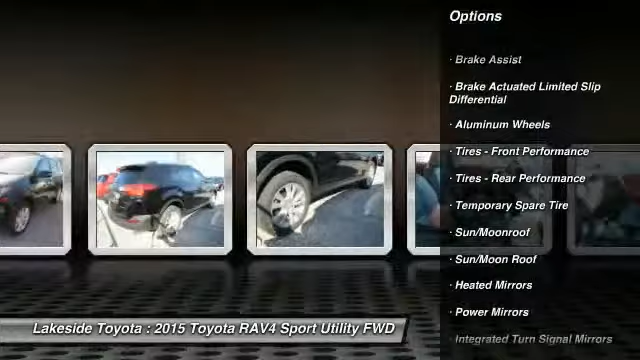 Options
· Brake Assist
· Brake Actuated Limited Slip
Differential
· Aluminum Wheels
· Tires - Front Performance
· Tires - Rear Performance
· Temporary Spare Tire
· Sun/Moonroof
· Sun/Moon Roof
· Heated Mirrors
· Power Mirrors
· Integrated Turn Signal Mirrors
Lakeside Toyota : 2015 Toyota RAV4 Sport Utility FWD